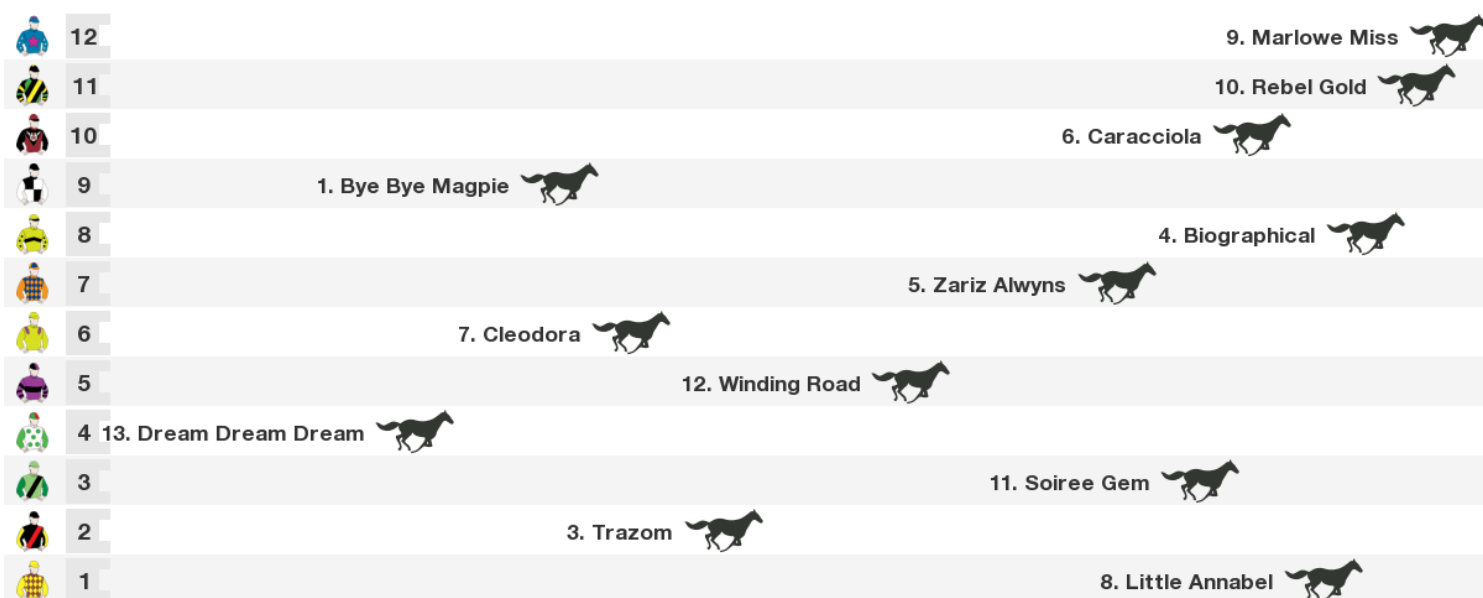 12 9. Marlowe Miss
11 10. Rebel Gold
10 6. Caracciola
9 1. Bye Bye Magpie
8 4. Biographical
7 5. Zariz Alwyns
6 7. Cleodora
5 12. Winding Road
4 13. Dream Dream Dream
3 11. Soiree Gem
2 3. Trazom
1 8. Little Annabel